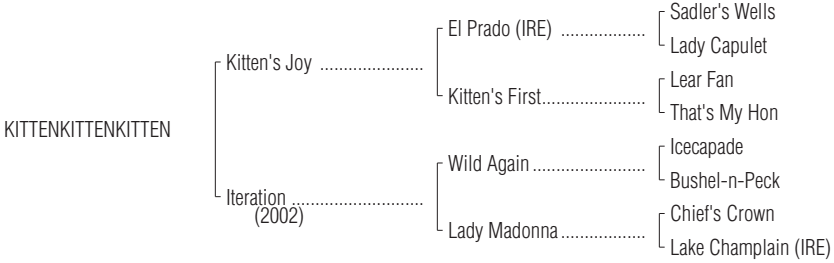 Sadler's Wells
El Prado (IRE) ...................
Lady Capulet
Kitten's Joy ......................
Lear Fan
Kitten's First.......................
That's My Hon
KITTENKITTENKITTEN
Icecapade
Wild Again ........................
Bushel-n-Peck
Iteration ............................
(2002)
Chief's Crown
Lady Madonna...................
Lake Champlain (IRE)